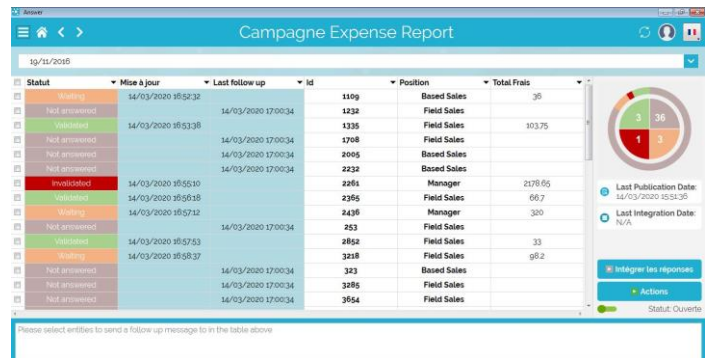 Answer
Campagne Expense Report
19/11/2016
Statut Mise à jour Last follow up Id Position Total Frais
Waiting 14/03/2020 16:52:32 1109 Based Sales 36
Not answered 14/03/2020 17:00:34 1232 Field Sales
Validated 14/03/2020 16:53:38 1335 Field Sales 103,75
Not answered 14/03/2020 17:00:34 1708 Field Sales
Not answered 14/03/2020 17:00:34 2005 Based Sales
Not answered 14/03/2020 17:00:34 2232 Based Sales
Invalidated 14/03/2020 16:55:10 2261 Manager 2178.65
Validated 14/03/2020 16:56:18 2365 Field Sales 66.7
Waiting 14/03/2020 16:57:12 2436 Manager 320
Not answered 14/03/2020 17:00:34 253 Field Sales
Validated 14/03/2020 16:57:53 2852 Field Sales 33
Waiting 14/03/2020 16:58:37 3218 Field Sales 98.2
Not answered 14/03/2020 17:00:34 323 Based Sales
Not answered 14/03/2020 17:00:34 3285 Field Sales
Not answered 14/03/2020 17:00:34 3654 Field Sales
3 36
1 3
Last Publication Date:
14/03/2020 15:51:36
Last Integration Date:
N/A
Intégrer les réponses
Actions
Statut: Ouverte
Please select entities to send a follow up message to in the table above